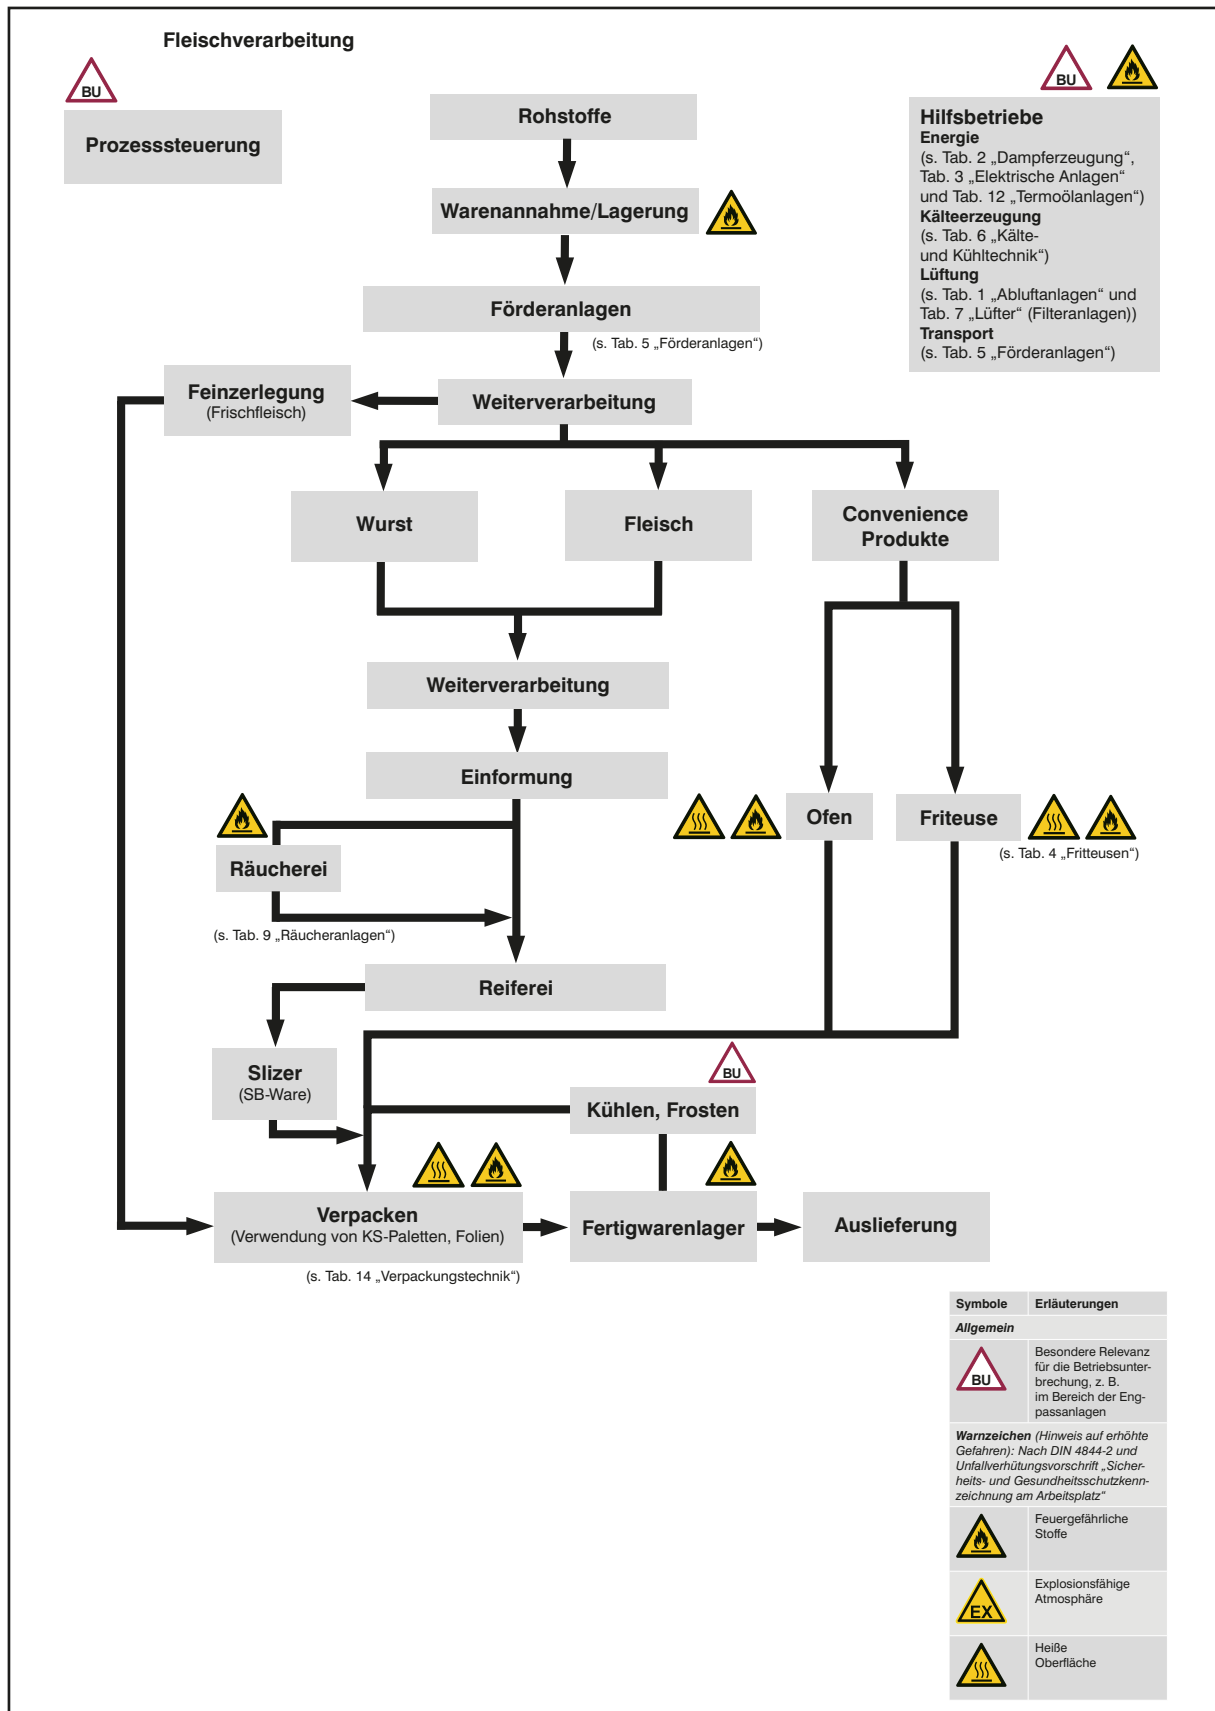 Fleischverarbeitung
BU
Prozesssteuerung
Rohstoffe
Warenannahme/Lagerung
Förderanlagen
(s. Tab. 5 „Förderanlagen“)
BU
Hilfsbetriebe
Energie
(s. Tab. 2 „Dampferzeugung“,
Tab. 3 „Elektrische Anlagen“
und Tab. 12 „Termoölanlagen“)
Kälteerzeugung
(s. Tab. 6 „Kälte-
und Kühltechnik“)
Lüftung
(s. Tab. 1 „Abluftanlagen“ und
Tab. 7 „Lüfter“ (Filteranlagen))
Transport
(s. Tab. 5 „Förderanlagen“)
Feinzerlegung
(Frischfleisch)
Weiterverarbeitung
Wurst
Fleisch
Convenience
Produkte
Weiterverarbeitung
Einformung
Ofen
Friteuse
(s. Tab. 4 „Fritteusen“)
Räucherei
(s. Tab. 9 „Räucheranlagen“)
Reiferei
Slizer
(SB-Ware)
BU
Kühlen, Frosten
Verpacken
(Verwendung von KS-Paletten, Folien)
(s. Tab. 14 „Verpackungstechnik“)
Fertigwarenlager
Auslieferung
Symbole Erläuterungen
Allgemein
BU
Besondere Relevanz
für die Betriebsunter-
brechung, z. B.
im Bereich der Eng-
passanlagen
Warnzeichen (Hinweis auf erhöhte
Gefahren): Nach DIN 4844-2 und
Unfallverhütungsvorschrift „Sicher-
heits- und Gesundheitsschutzkenn-
zeichnung am Arbeitsplatz“
Feuergefährliche
Stoffe
EX
Explosionsfähige
Atmosphäre
Heiße
Oberfläche